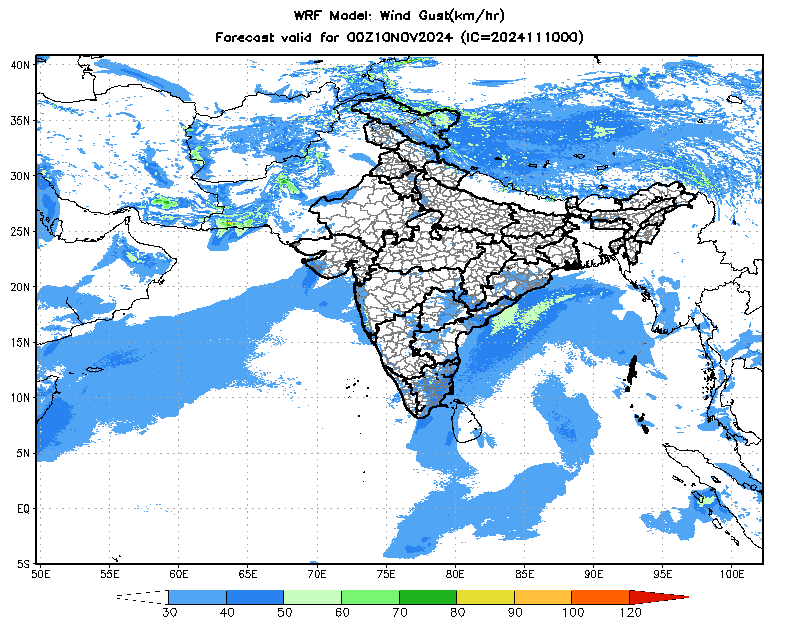 WRF Model: Wind Gust(km/hr)
Forecast valid for 00Z10NOV2024 (IC=2024111000)
40N
35N
30N
25N
20N
15N
10N
5N
EQ
5S
50E 55E 60E 65E 70E 75E 80E 85E 90E 95E 100E
30 40 50 60 70 80 90 100 120